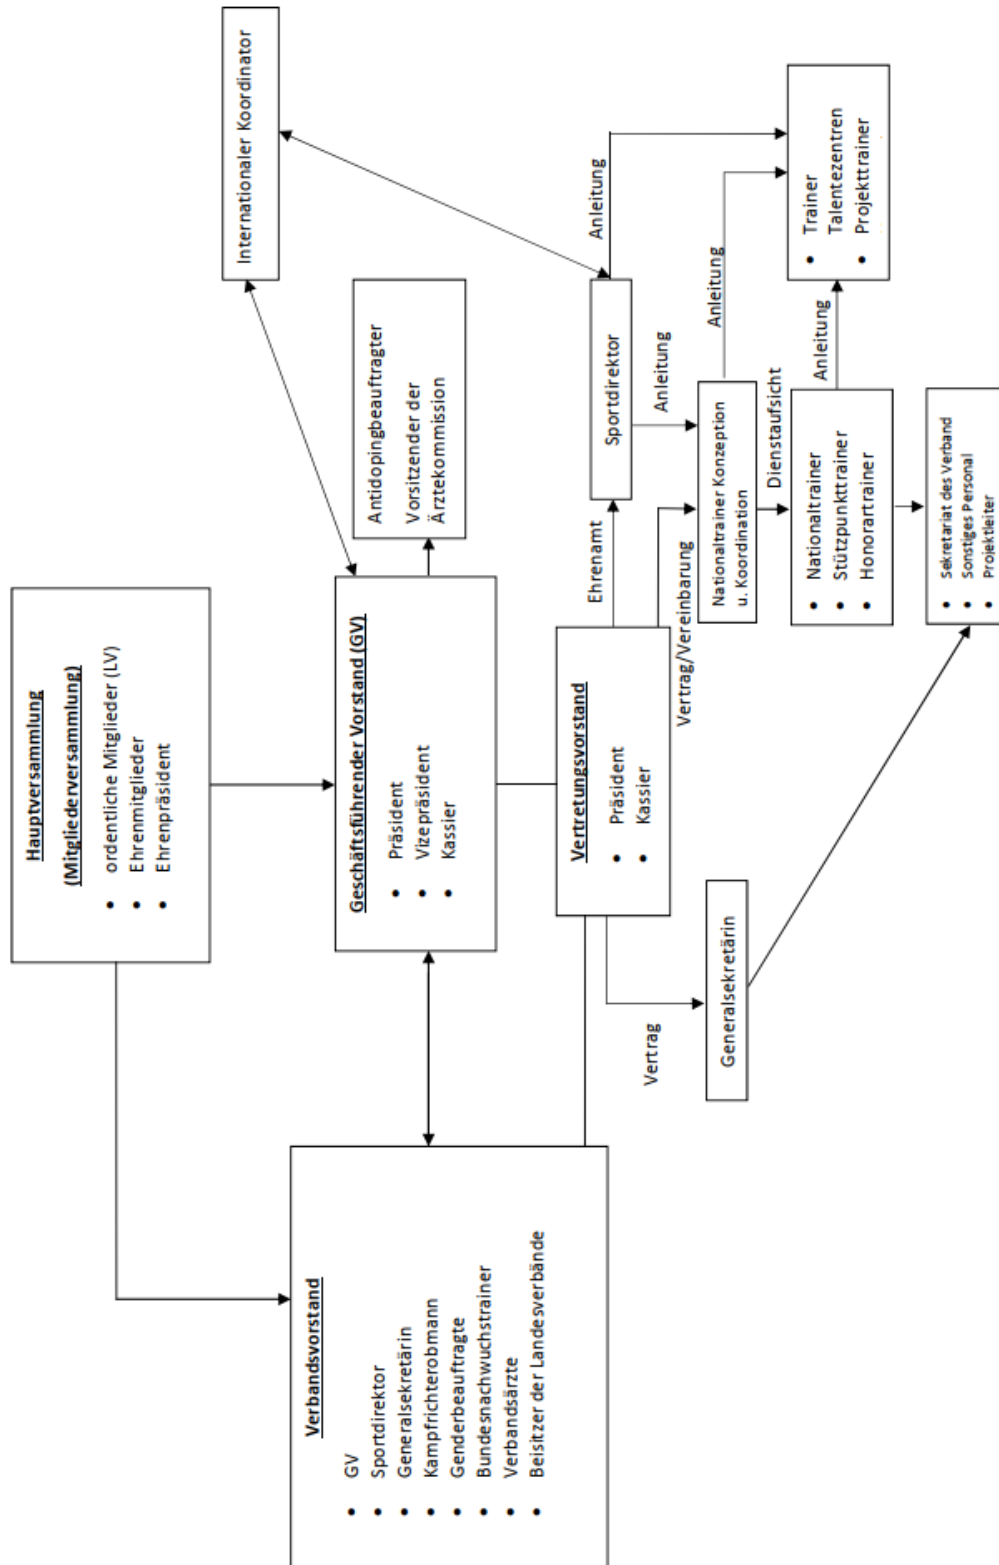 Hauptversammlung
(Mitgliederversammlung)
• ordentliche Mitglieder (LV)
• Ehrenmitglieder
• Ehrenpräsident
Internationaler Koordinator
Verbandsvorstand
• GV
• Sportdirektor
• Generalsekretärin
• Kampfrichterobmann
• Genderbeauftragte
• Bundesnachwuchstrainer
• Verbandsärzte
• Beisitzer der Landesverbände
Geschäftsführender Vorstand (GV)
• Präsident
• Vizepräsident
• Kassier
Antidopingbeauftragter
Vorsitzender der
Ärztekommission
Vertretungsvorstand
• Präsident
• Kassier
Ehrenamt
Sportdirektor
Anleitung
Vertrag
Vertrag/Vereinbarung
Anleitung
Generalsekretärin
Nationaltrainer Konzeption
u. Koordination
Anleitung
Dienstaufsicht
• Nationaltrainer
• Stützpunkttrainer
• Honorartrainer
Anleitung
• Trainer
Talentezentren
• Projekttrainer
• Sekretariat des Verband
• Sonstiges Personal
• Projektleiter